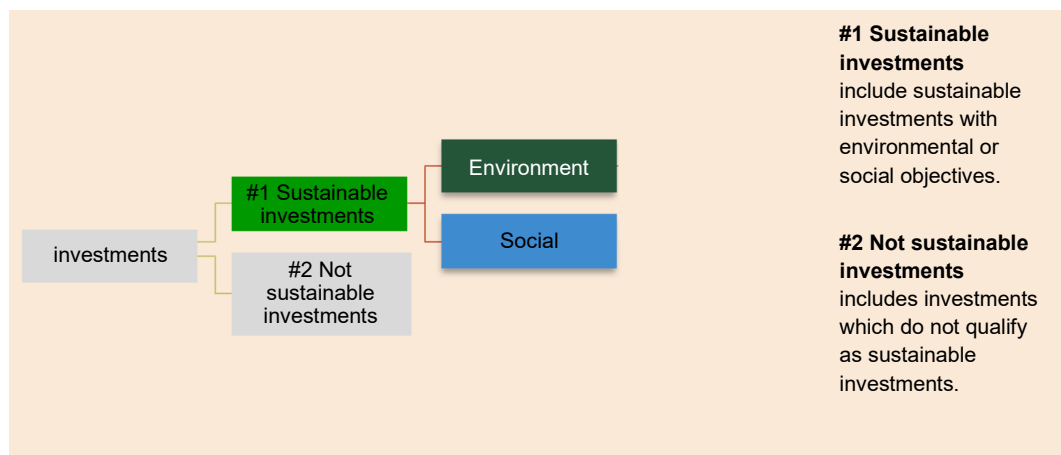 investments
#1 Sustainable
investments
#2 Not
sustainable
investments
Environment
Social
#1 Sustainable
investments
include sustainable
investments with
environmental or
social objectives.
#2 Not sustainable
investments
includes investments
which do not qualify
as sustainable
investments.